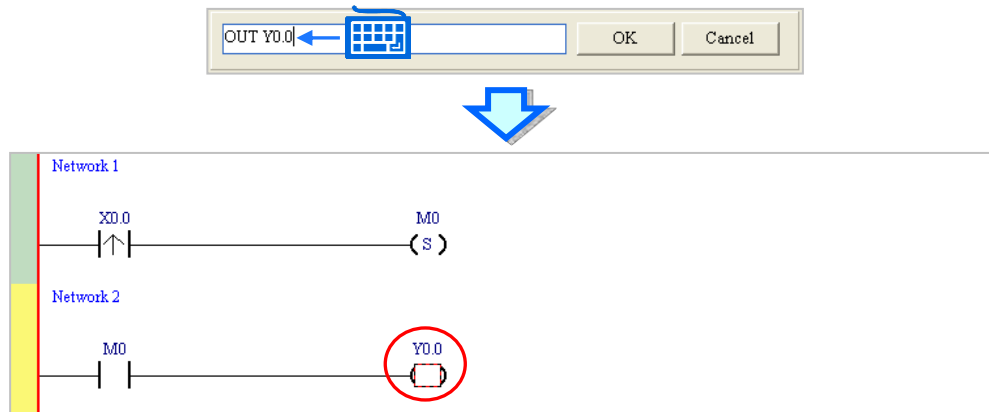 OUT Y0.0
OK Cancel
Network 1
X0.0 M0
S
Network 2
M0 Y0.0